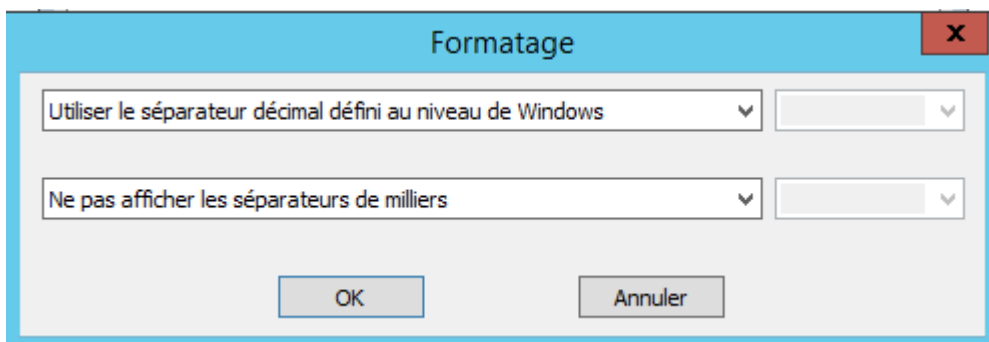 Formatage
x
Utiliser le séparateur décimal défini au niveau de Windows
Ne pas afficher les séparateurs de milliers
OK
Annuler